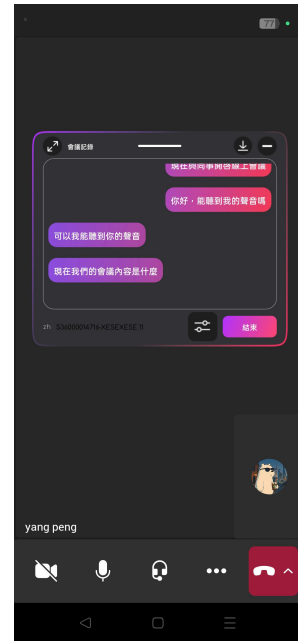 77
會議記錄
現在與同事開啓線上會議
你好，能聽到我的聲音嗎
可以我能聽到你的聲音
現在我們的會議內容是什麼
zh
結束
yang peng